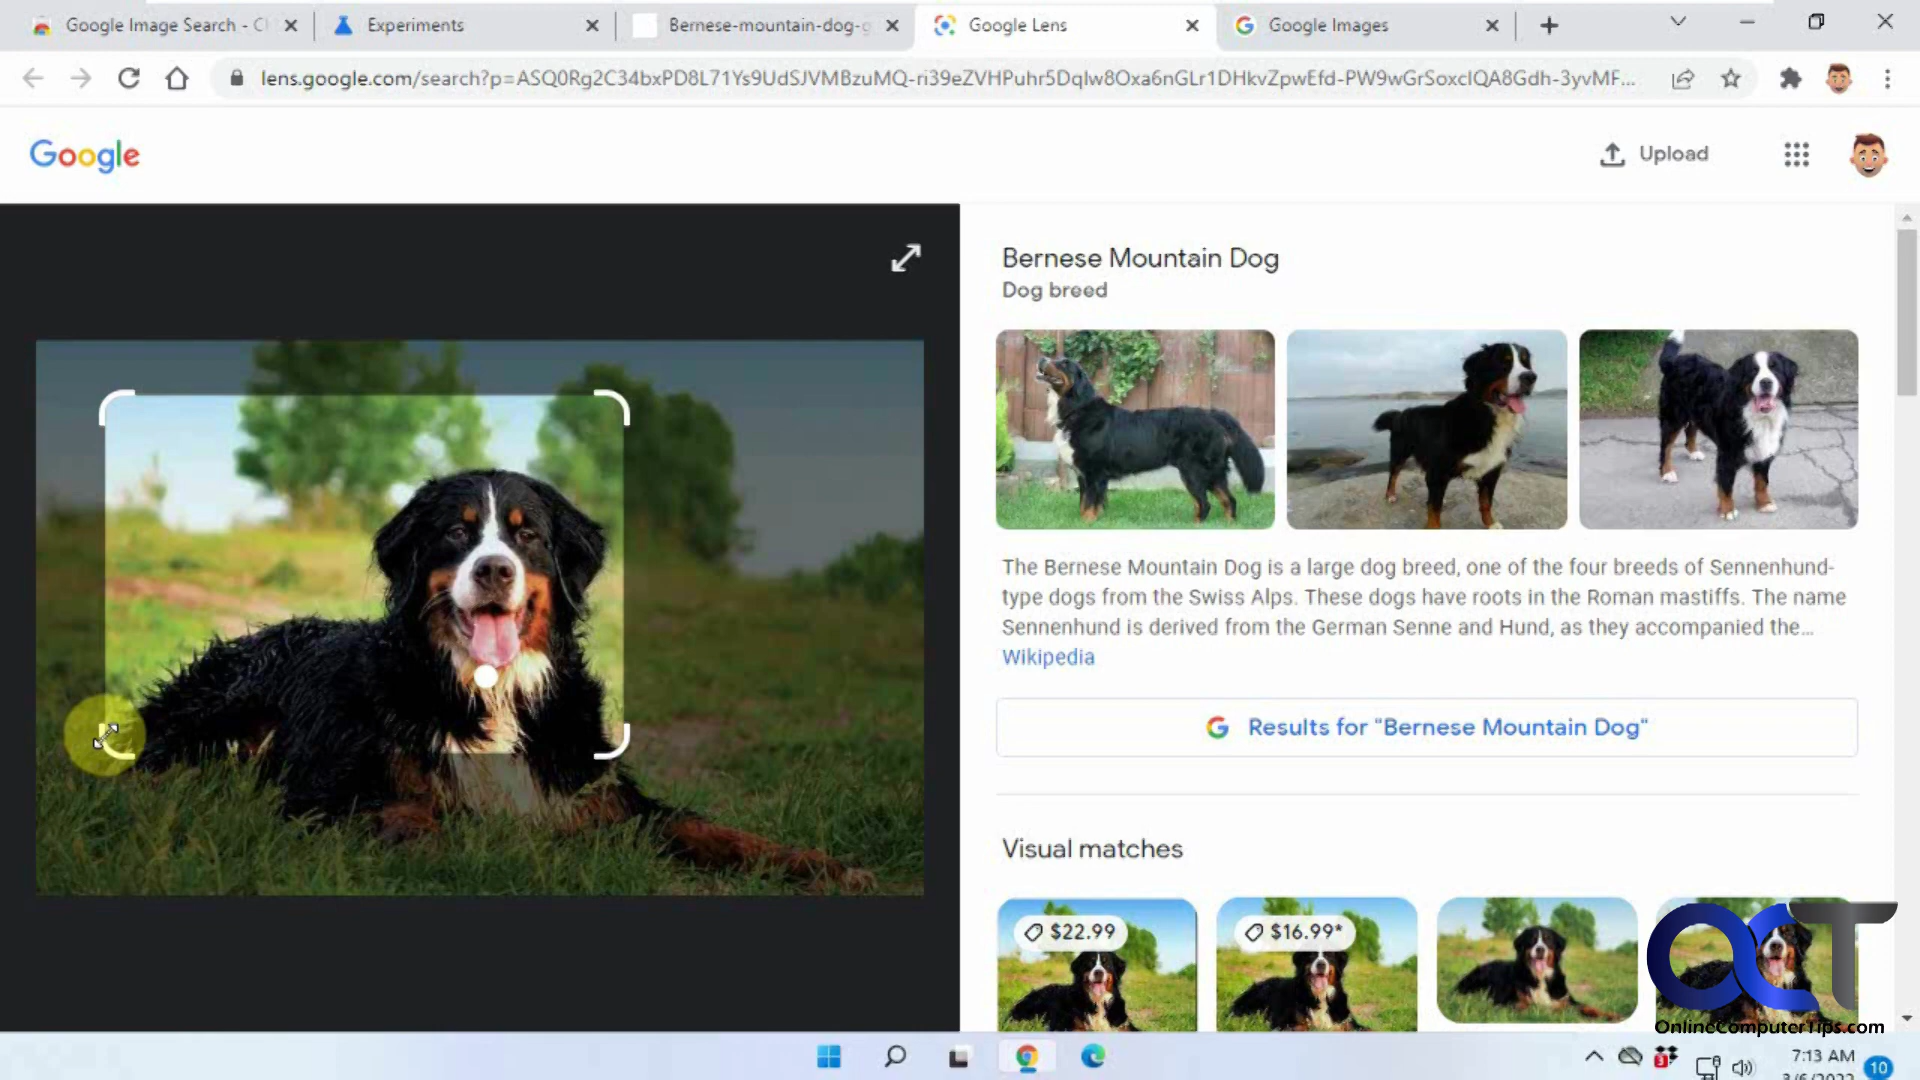 Google Image Search - C
Experiments
Bernese-mountain-dog-g
Google Lens
Google Images
lens.google.com/search?p=ASQ0Rg2C34bxPD8L71Ys9UdSJVMBzuMQ-ri39eZVHPuhr5Dqlw8Oxa6nGLr1DHkvZpwEfd-PW9wGrSoxclQA8Gdh-3yvMF...
Google
Upload
Bernese Mountain Dog
Dog breed
The Bernese Mountain Dog is a large dog breed, one of the four breeds of Sennenhund-
type dogs from the Swiss Alps. These dogs have roots in the Roman mastiffs. The name
Sennenhund is derived from the German Senne and Hund, as they accompanied the...
Wikipedia
Results for "Bernese Mountain Dog"
Visual matches
$22.99
$16.99*
OCT
OnlineComputerTips.com
3
7:13 AM
10